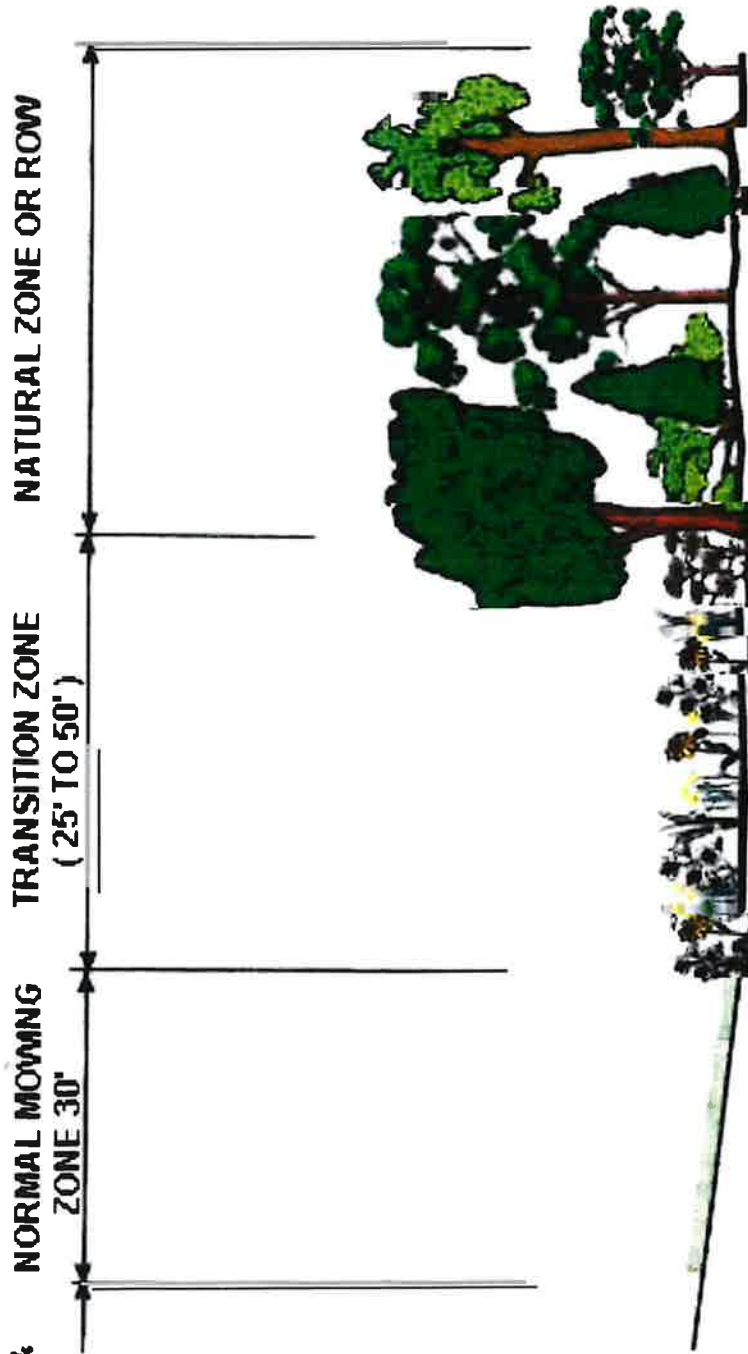 &
NORMAL MOWING
ZONE 30'
TRANSITION ZONE
( 25' TO 50' )
NATURAL ZONE OR ROW